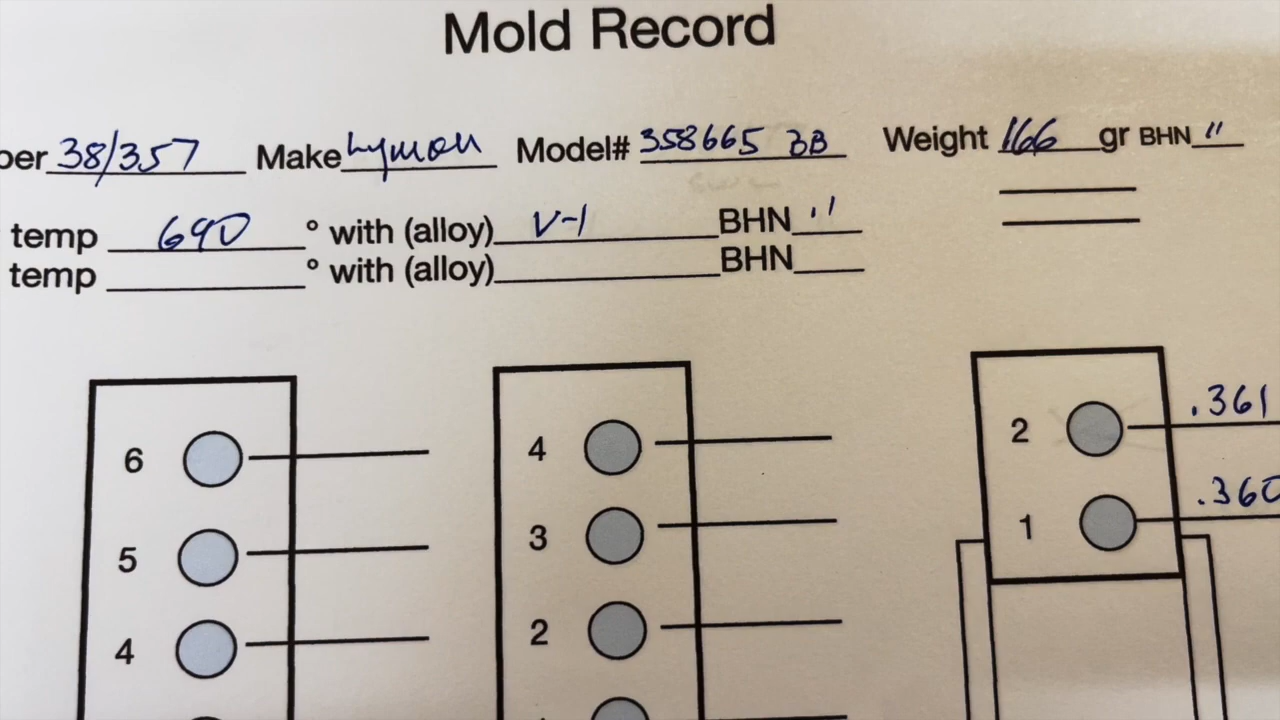 Mold Record
ber 38/357 Make Lyman Model# 358665 BB Weight 166 gr BHN 11
temp 690 ° with (alloy) V-1 BHN 11
temp ° with (alloy) BHN
6
5
4
4
3
2
2 .361
1 .360